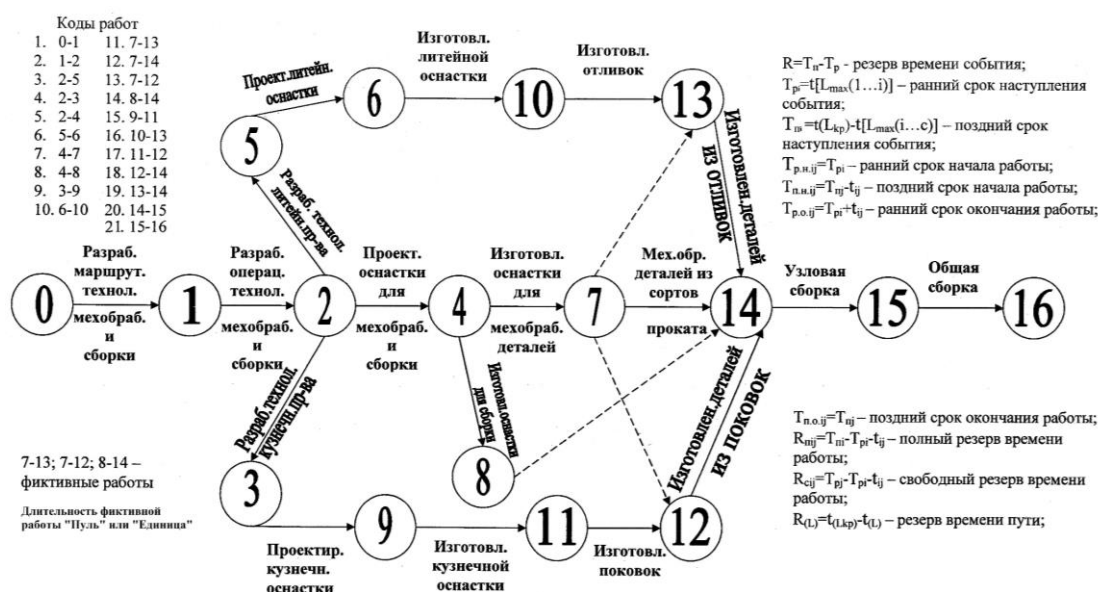 Коды работ
1. 0-1 11. 7-13
2. 1-2 12. 7-14
3. 2-5 13. 7-12
4. 2-3 14. 8-14
5. 2-4 15. 9-11
6. 5-6 16. 10-13
7. 4-7 17. 11-12
8. 4-8 18. 12-14
9. 3-9 19. 13-14
10. 6-10 20. 14-15
21. 15-16
Проект.литейн.
оснастки
6
Изготовл.
литейной
оснастки
10
Изготовл.
отливок
13
R=Tп-Tр - резерв времени события;
Tрi=t[Lmax(1...i)] – ранний срок наступления
события;
Tпi=t(Lкр)-t[Lmax(i...c)] – поздний срок
наступления события;
Tр.н.ij=Tрi – ранний срок начала работы;
Tп.н.ij=Tпj-tij – поздний срок начала работы;
Tр.о.ij=Tрi+tij – ранний срок окончания работы;
5
Разраб. технол.
литейн.пр-ва
Изготовлен.деталей
ИЗ ОТЛИВОК
0
Разраб.
маршрут.
технол.
мехобраб.
и
сборки
1
Разраб.
операц.
технол.
мехобраб.
и
сборки
2
Проект.
оснастки
для
мехобраб.
и
сборки
4
Изготовл.
оснастки
для
мехобраб.
деталей
7
Мех.обр.
деталей из
сортов
проката
14
Узловая
сборка
15
Общая
сборка
16
Разраб.технол.
кузнечн.пр-ва
Изготовл.оснастки
для сборки
8
Изготовлен.деталей
ИЗ ПОКОВОК
7-13; 7-12; 8-14 –
фиктивные работы
Длительность фиктивной
работы "Нуль" или "Единица"
3
Проектир.
кузнечн.
оснастки
9
Изготовл.
кузнечной
оснастки
11
Изготовл.
поковок
12
Tп.о.ij=Tпj – поздний срок окончания работы;
Rпij=Tпi-Tрi-tij – полный резерв времени
работы;
Rcij=Tрj-Tрi-tij – свободный резерв времени
работы;
R(L)=t(Lкр)-t(L) – резерв времени пути;